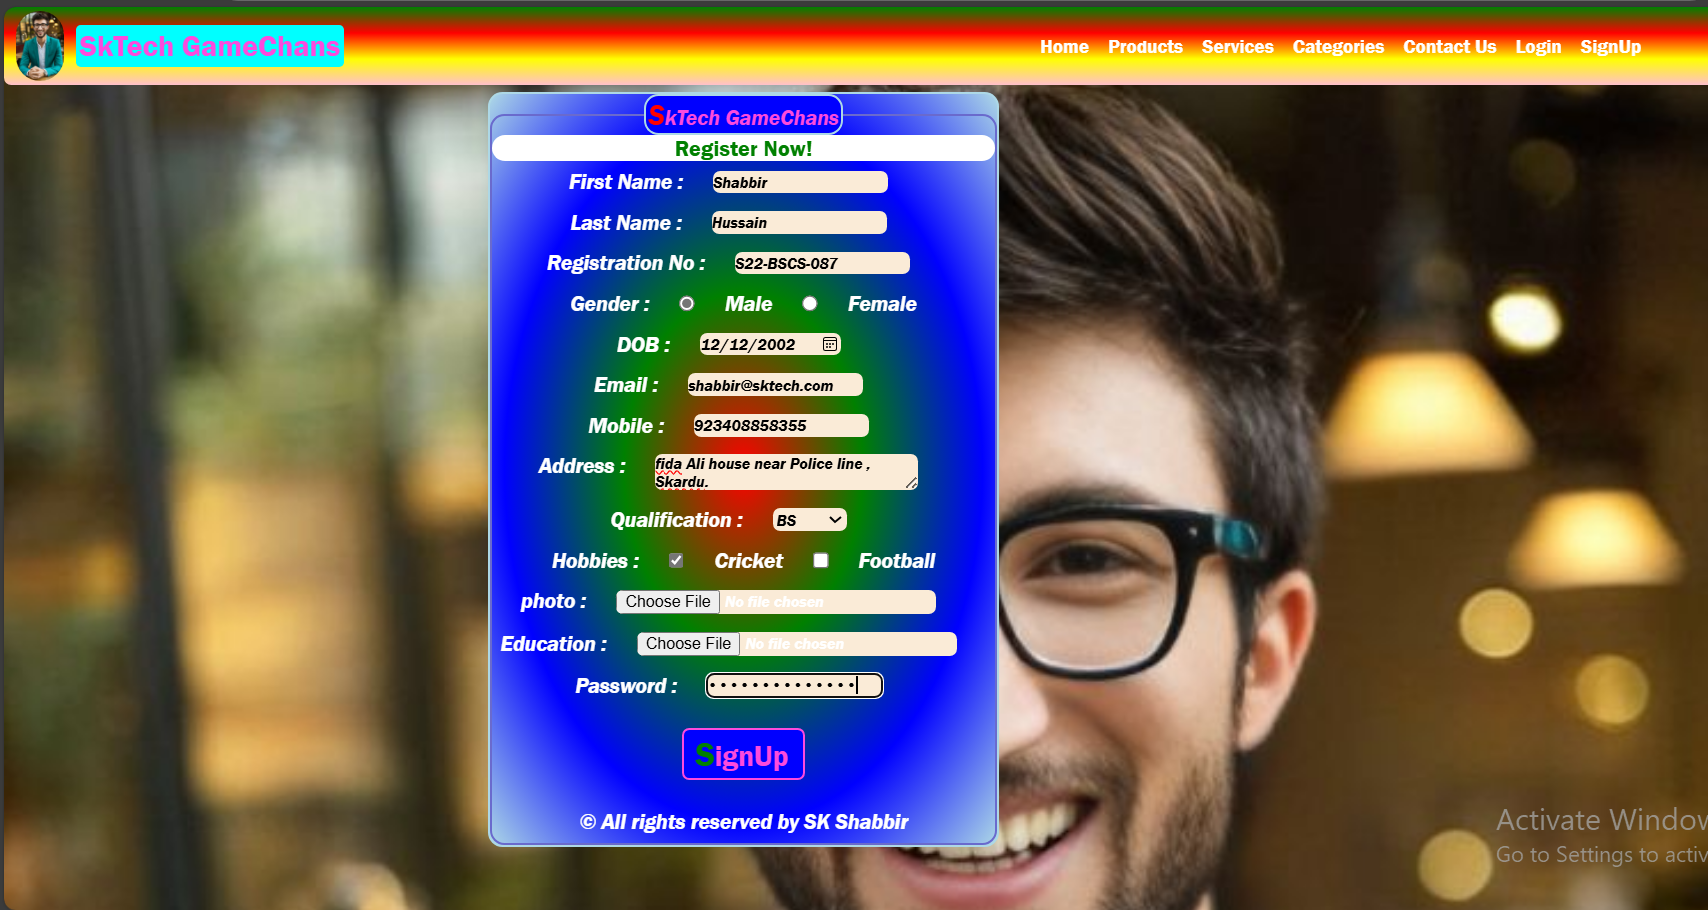 SkTech GameChans
Home Products Services Categories Contact Us Login SignUp
SkTech GameChans
Register Now!
First Name : Shabbir
Last Name : Hussain
Registration No : S22-BSCS-087
Gender : Male Female
DOB : 12/12/2002
Email : shabbir@sktech.com
Mobile : 923408858355
Address : fida Ali house near Police line ,
Skardu.
Qualification : BS
Hobbies : Cricket Football
photo : Choose File No file chosen
Education : Choose File No file chosen
Password : ••••••••••••••
SignUp
© All rights reserved by SK Shabbir
Activate Window
Go to Settings to activ